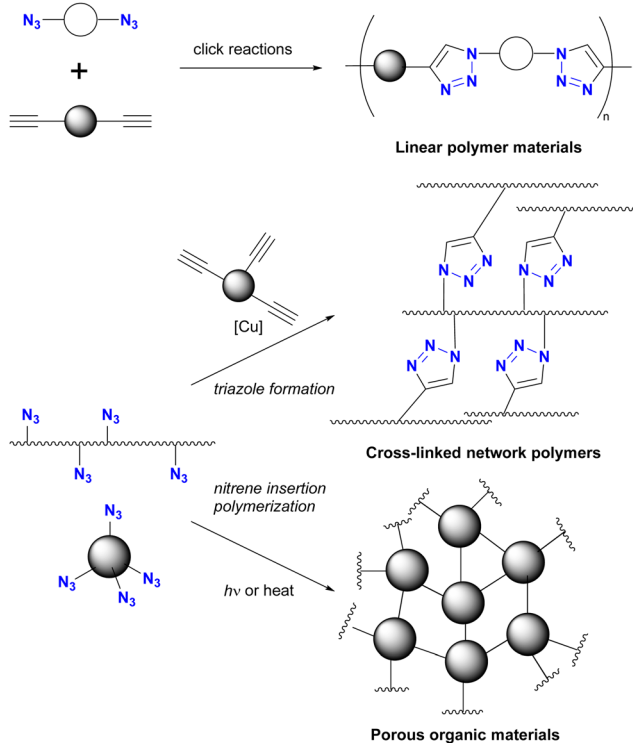 N3 N3
+
click reactions
N N
N N
N N
n
Linear polymer materials
[Cu]
triazole formation
N N
N N
N N
N N
N N
N N
Cross-linked network polymers
N3 N3
N3 N3
nitrene insertion
polymerization
N3
N3 N3
N3
hν or heat
Porous organic materials